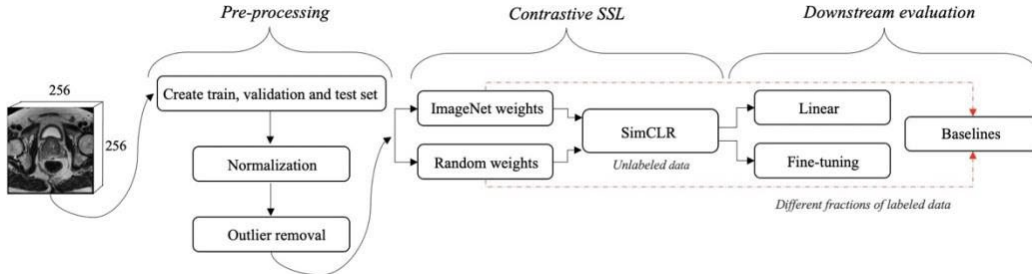 Pre-processing
Contrastive SSL
Downstream evaluation
256
256
Create train, validation and test set
Normalization
Outlier removal
ImageNet weights
Random weights
SimCLR
Unlabeled data
Linear
Fine-tuning
Baselines
Different fractions of labeled data